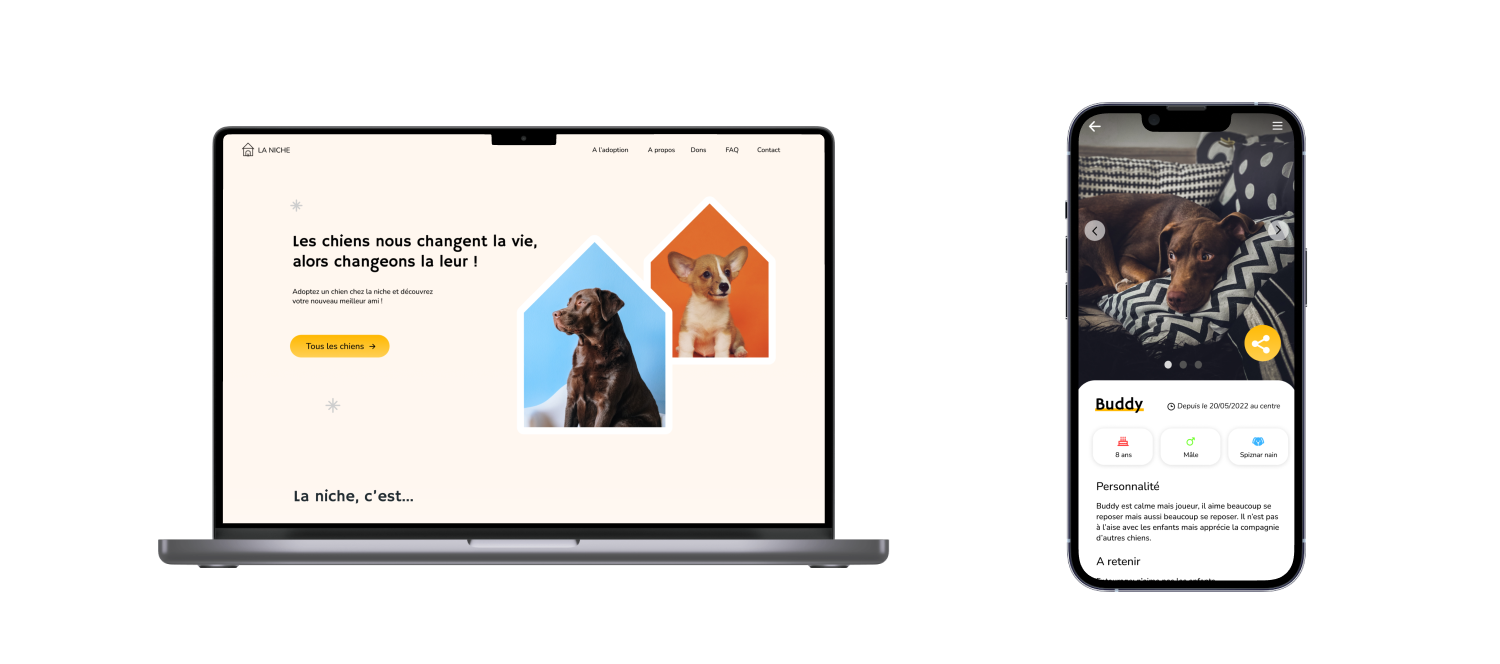 LA NICHE
A l'adoption
A propos
Dons
FAQ
Contact
Les chiens nous changent la vie,
alors changeons la leur !
Adoptez un chien chez la niche et découvrez
votre nouveau meilleur ami !
Tous les chiens
La niche, c'est...
Buddy
Depuis le 20/05/2022 au centre
8 ans
Mâle
Spiznar nain
Personnalité
Buddy est calme mais joueur, il aime beaucoup se
reposer mais aussi beaucoup se reposer. Il n'est pas
à l'aise avec les enfants mais apprécie la compagnie
d'autres chiens.
A retenir